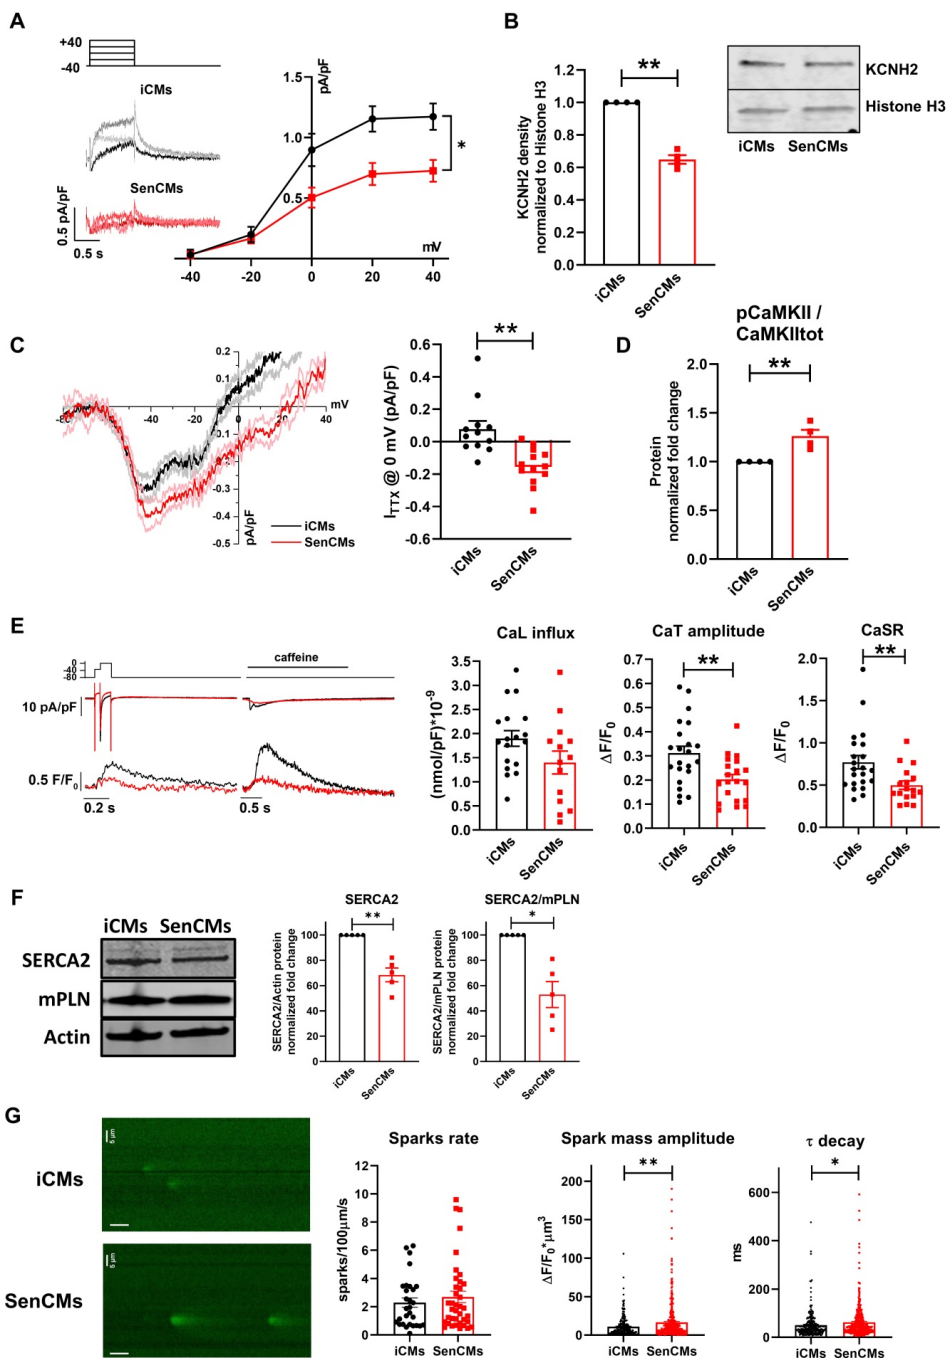 A
+40
-40
iCMs
SenCMs
0.5 pA/pF
0.5 s
pA/pF
1.5
1.0
0.5
*
mV
-40
-20
0
20
40
B
KCNH2 density
normalized to Histone H3
1.2
1.0
0.8
0.6
0.4
0.2
0.0
**
iCMs
SenCMs
KCNH2
Histone H3
iCMs
SenCMs
C
0.2
0.1
-80
-60
-40
-20
0
20
40
mV
-0.1
-0.2
-0.3
-0.4
-0.5
pA/pF
iCMs
SenCMs
I_TTX @ 0 mV (pA/pF)
0.6
0.4
0.2
0.0
-0.2
-0.4
-0.6
**
iCMs
SenCMs
D
pCaMKII /
CaMKIItot
Protein
normalized fold change
2.0
1.5
1.0
0.5
0.0
**
iCMs
SenCMs
E
0
-40
-80
caffeine
10 pA/pF
0.5 F/F0
0.2 s
0.5 s
CaL influx
(nmol/pF)*10-9
3.5
3.0
2.5
2.0
1.5
1.0
0.5
0.0
iCMs
SenCMs
CaT amplitude
ΔF/F0
0.7
0.6
0.5
0.4
0.3
0.2
0.1
0.0
**
iCMs
SenCMs
CaSR
ΔF/F0
2.0
1.5
1.0
0.5
0.0
**
iCMs
SenCMs
F
iCMs SenCMs
SERCA2
mPLN
Actin
SERCA2
SERCA2/Actin protein
normalized fold change
100
80
60
40
20
0
**
iCMs
SenCMs
SERCA2/mPLN
SERCA2/mPLN protein
normalized fold change
100
80
60
40
20
0
*
iCMs
SenCMs
G
iCMs
5 µm
SenCMs
5 µm
Sparks rate
sparks/100µm/s
12
10
8
6
4
2
0
iCMs SenCMs
Spark mass amplitude
ΔF/F0*µm3
200
150
100
50
0
**
iCMs SenCMs
τ decay
ms
600
400
200
0
*
iCMs SenCMs